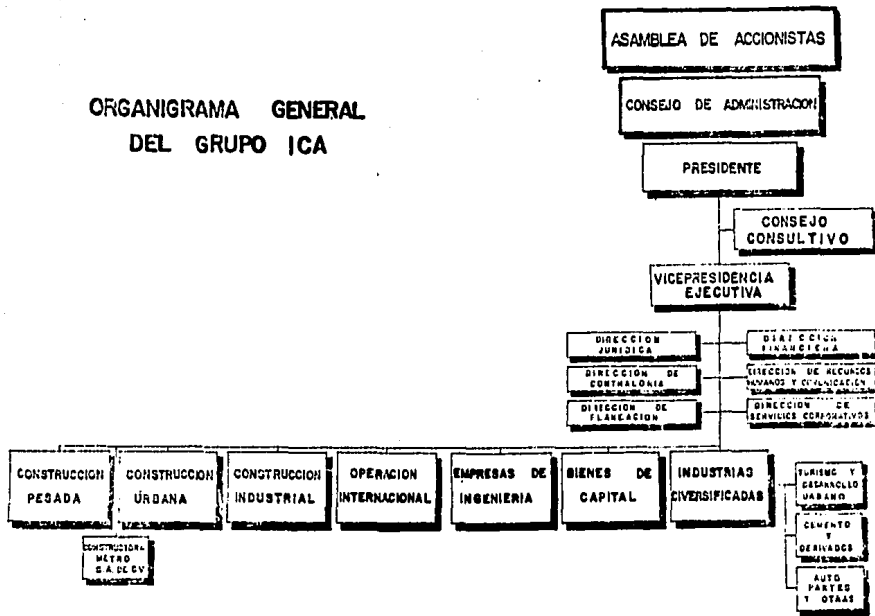 ORGANIGRAMA GENERAL
DEL GRUPO ICA
ASAMBLEA DE ACCIONISTAS
CONSEJO DE ADMINISTRACION
PRESIDENTE
CONSEJO
CONSULTIVO
VICEPRESIDENCIA
EJECUTIVA
DIRECCION
JURIDICA
DIRECCION
FINANCIERA
DIRECCION DE
CONTRALORIA
DIRECCION DE RECURSOS
HUMANOS Y COMUNICACION
DIRECCION DE
PLANEACION
DIRECCION DE
SERVICIOS CORPORATIVOS
CONSTRUCCION
PESADA
CONSTRUCCION
URBANA
CONSTRUCCION
INDUSTRIAL
OPERACION
INTERNACIONAL
EMPRESAS DE
INGENIERIA
BIENES DE
CAPITAL
INDUSTRIAS
DIVERSIFICADAS
CONSTRUCTORA
METRO
S.A. DE C.V
TURISMO Y
DESARROLLO
URBANO
CEMENTO
Y
DERIVADOS
AUTO
PARTES
Y OTRAS